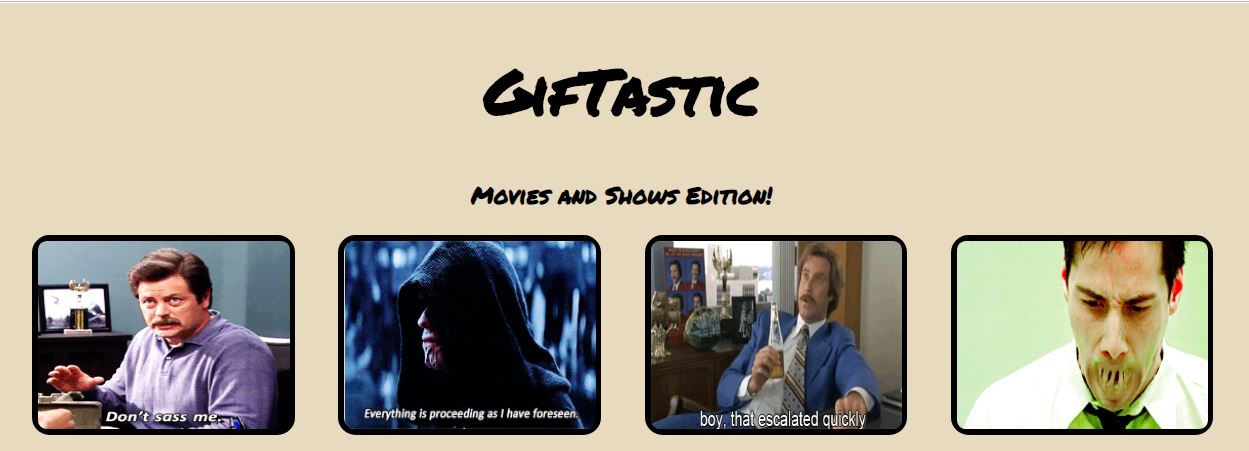 GifTastic
Movies and Shows Edition!
Don't sass me.
Everything is proceeding as I have foreseen.
boy, that escalated quickly